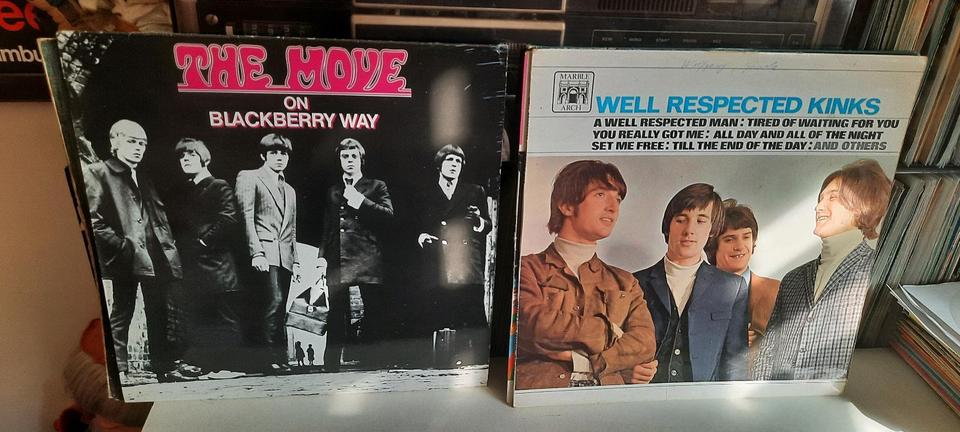 THE MOVE
ON
BLACKBERRY WAY
MARBLE
ARCH
WELL RESPECTED KINKS
A WELL RESPECTED MAN: TIRED OF WAITING FOR YOU
YOU REALLY GOT ME: ALL DAY AND ALL OF THE NIGHT
SET ME FREE: TILL THE END OF THE DAY: AND OTHERS